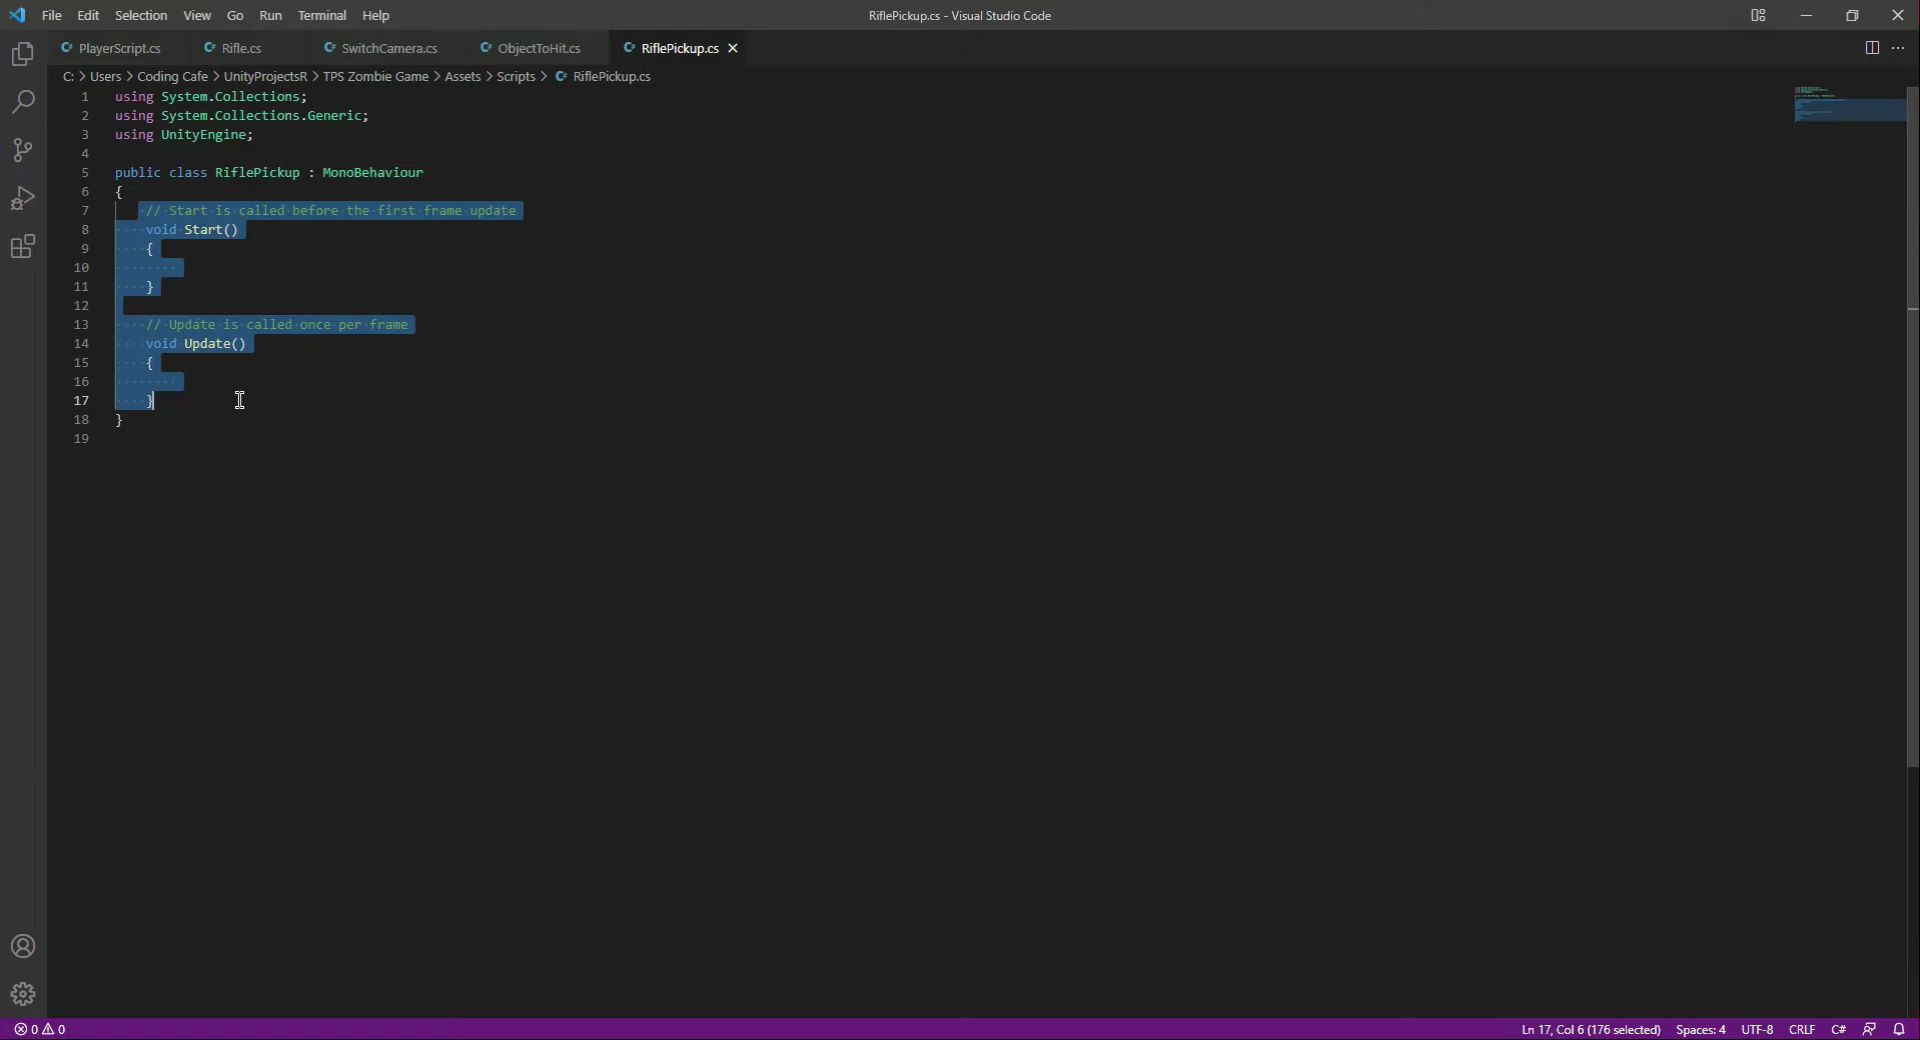 File Edit Selection View Go Run Terminal Help
RiflePickup.cs - Visual Studio Code
PlayerScript.cs Rifle.cs SwitchCamera.cs ObjectToHit.cs RiflePickup.cs
C: > Users > Coding Cafe > UnityProjectsR > TPS Zombie Game > Assets > Scripts > RiflePickup.cs
1 using System.Collections;
2 using System.Collections.Generic;
3 using UnityEngine;
4
5 public class RiflePickup : MonoBehaviour
6 {
7 // Start is called before the first frame update
8 void Start()
9 {
10
11 }
12
13 // Update is called once per frame
14 void Update()
15 {
16
17 }
18 }
19
0 0 Ln 17, Col 6 (176 selected) Spaces: 4 UTF-8 CRLF C#